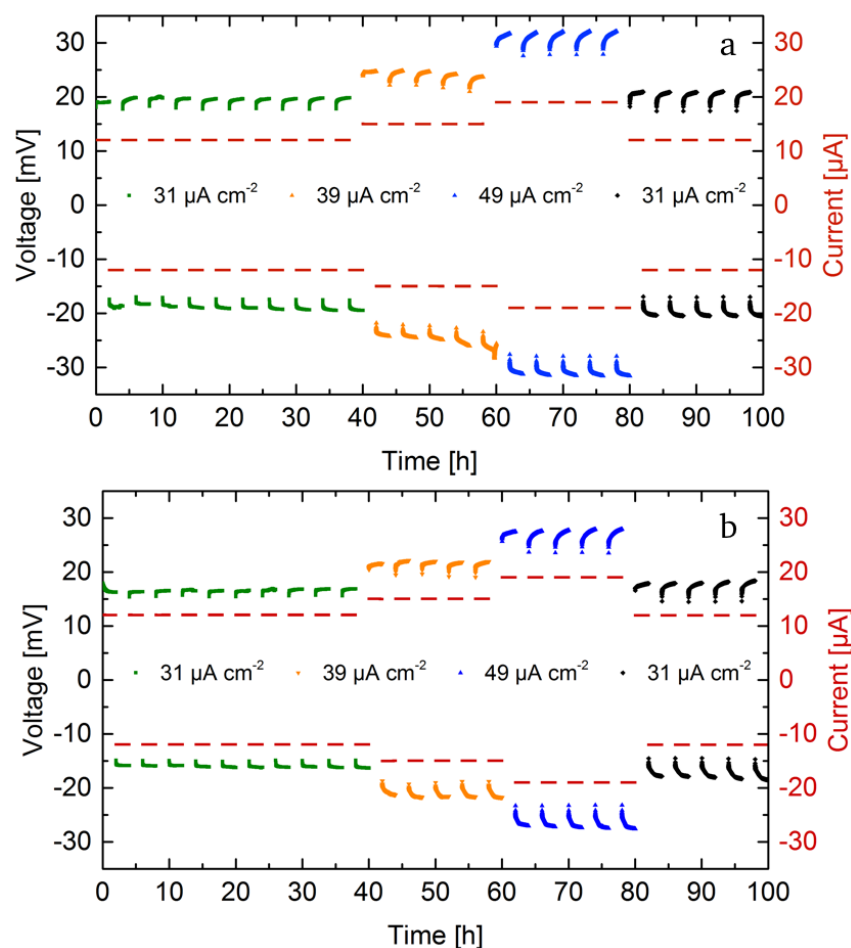 a
30 30
20 20
10 10
0 0
-10 -10
-20 -20
-30 -30
Voltage [mV]
Current [µA]
31 µA cm-2 39 µA cm-2 49 µA cm-2 31 µA cm-2
0 10 20 30 40 50 60 70 80 90 100
Time [h]
b
30 30
20 20
10 10
0 0
-10 -10
-20 -20
-30 -30
Voltage [mV]
Current [µA]
31 µA cm-2 39 µA cm-2 49 µA cm-2 31 µA cm-2
0 10 20 30 40 50 60 70 80 90 100
Time [h]